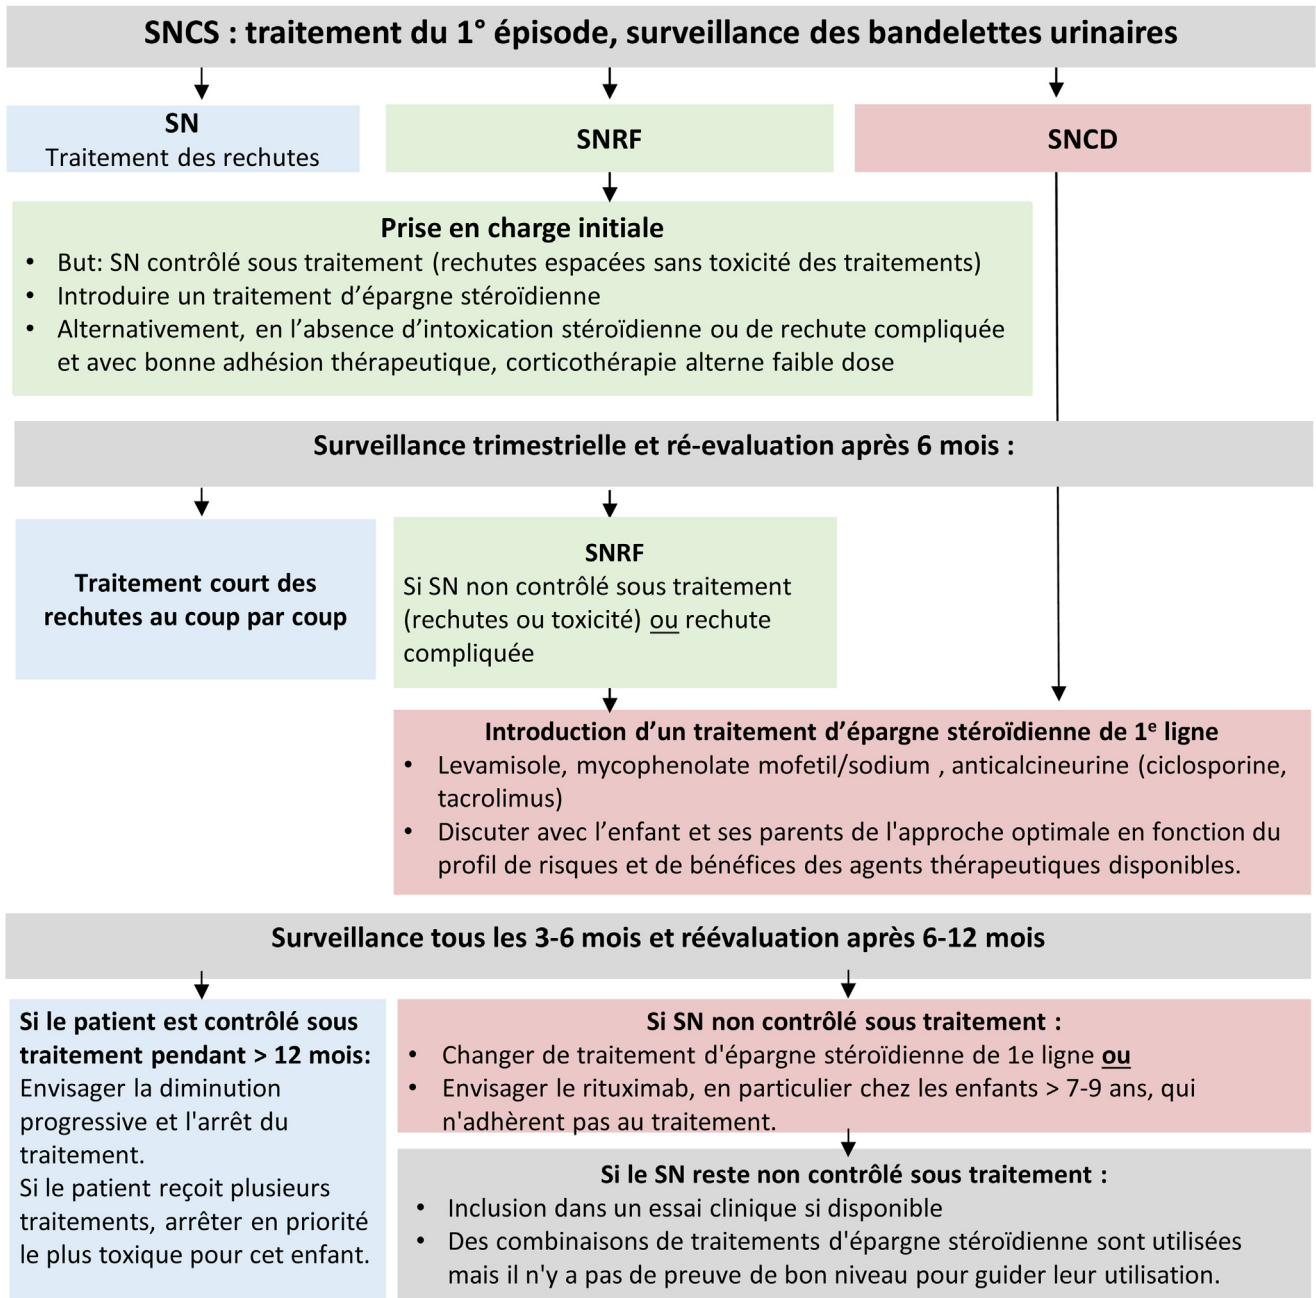 SNCS : traitement du 1° épisode, surveillance des bandelettes urinaires
SN
Traitement des rechutes
SNRF
SNCD
Prise en charge initiale
• But: SN contrôlé sous traitement (rechutes espacées sans toxicité des traitements)
• Introduire un traitement d’épargne stéroïdienne
• Alternativement, en l’absence d’intoxication stéroïdienne ou de rechute compliquée
et avec bonne adhésion thérapeutique, corticothérapie alterne faible dose
Surveillance trimestrielle et ré-evaluation après 6 mois :
Traitement court des
rechutes au coup par coup
SNRF
Si SN non contrôlé sous traitement
(rechutes ou toxicité) ou rechute
compliquée
Introduction d’un traitement d’épargne stéroïdienne de 1e ligne
• Levamisole, mycophenolate mofetil/sodium , anticalcineurine (ciclosporine,
tacrolimus)
• Discuter avec l’enfant et ses parents de l'approche optimale en fonction du
profil de risques et de bénéfices des agents thérapeutiques disponibles.
Surveillance tous les 3-6 mois et réévaluation après 6-12 mois
Si le patient est contrôlé sous
traitement pendant > 12 mois:
Envisager la diminution
progressive et l'arrêt du
traitement.
Si le patient reçoit plusieurs
traitements, arrêter en priorité
le plus toxique pour cet enfant.
Si SN non contrôlé sous traitement :
• Changer de traitement d'épargne stéroïdienne de 1e ligne ou
• Envisager le rituximab, en particulier chez les enfants > 7-9 ans, qui
n'adhèrent pas au traitement.
Si le SN reste non contrôlé sous traitement :
• Inclusion dans un essai clinique si disponible
• Des combinaisons de traitements d'épargne stéroïdienne sont utilisées
mais il n'y a pas de preuve de bon niveau pour guider leur utilisation.